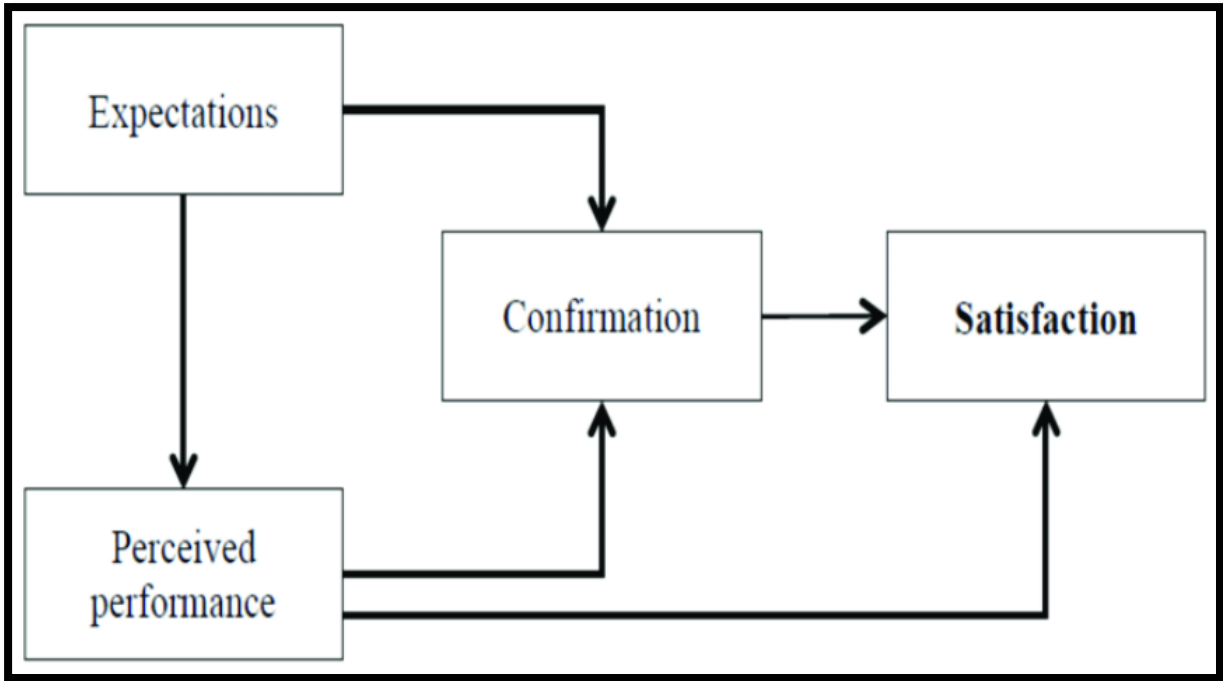 Expectations
Confirmation
Satisfaction
Perceived
performance